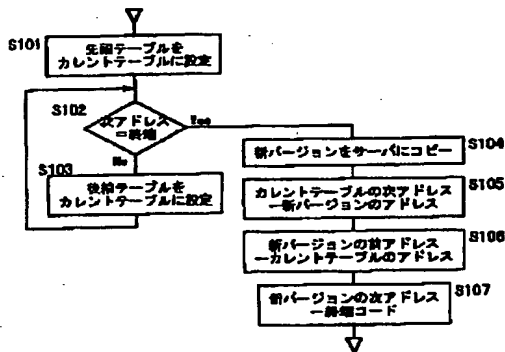 S101
先頭テーブルを
カレントテーブルに設定
S102
次アドレス
=終端
Yes
No
S103
後続テーブルを
カレントテーブルに設定
新バージョンをサーバにコピー
S104
カレントテーブルの次アドレス
←新バージョンのアドレス
S105
新バージョンの前アドレス
←カレントテーブルのアドレス
S106
新バージョンの次アドレス
←終端コード
S107